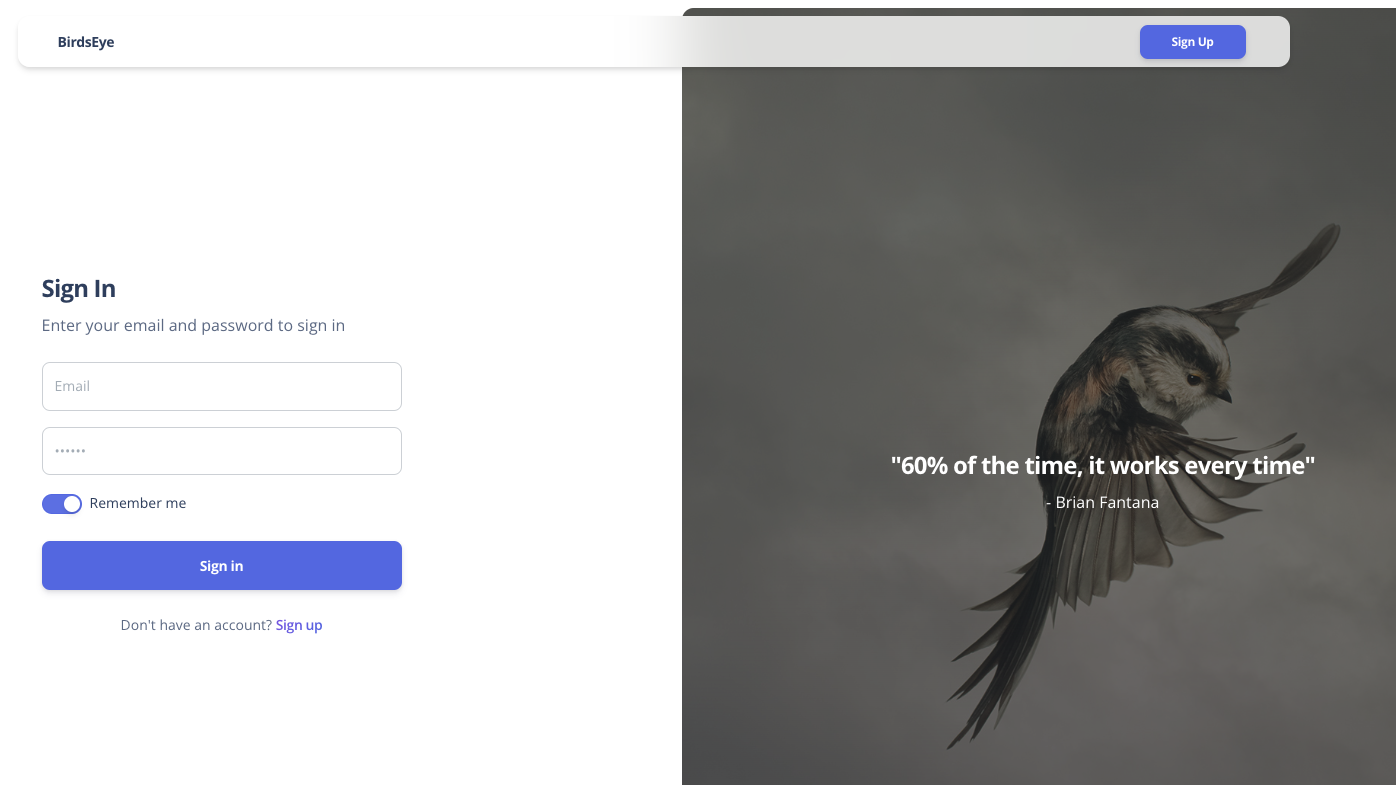 BirdsEye
Sign Up
Sign In
Enter your email and password to sign in
Email
••••••
Remember me
Sign in
Don't have an account? Sign up
"60% of the time, it works every time"
- Brian Fantana